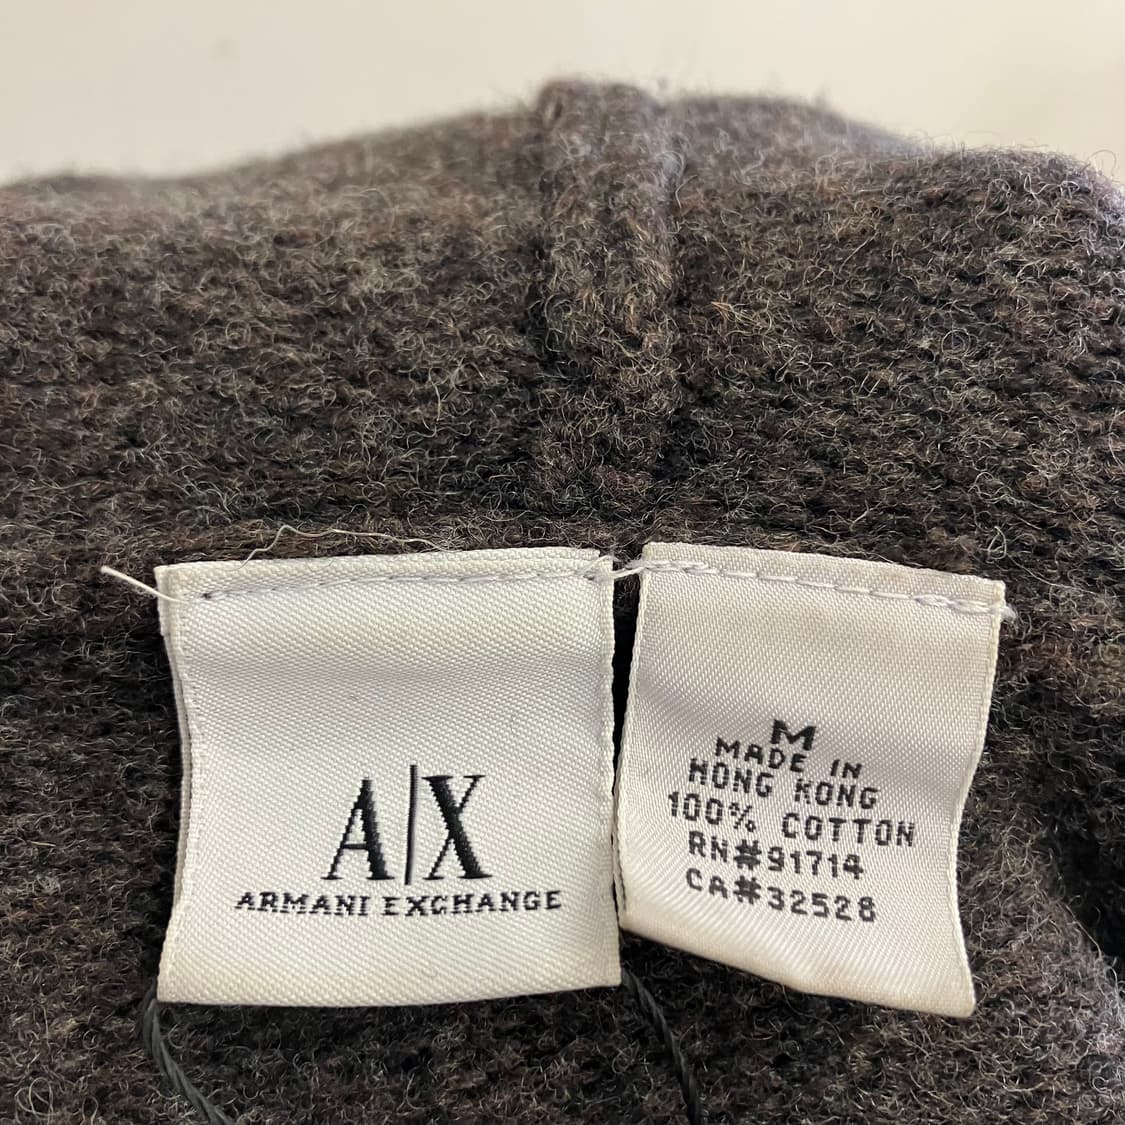 A|X
ARMANI EXCHANGE
M
MADE IN
HONG KONG
100% COTTON
RN#91714
CA#32528